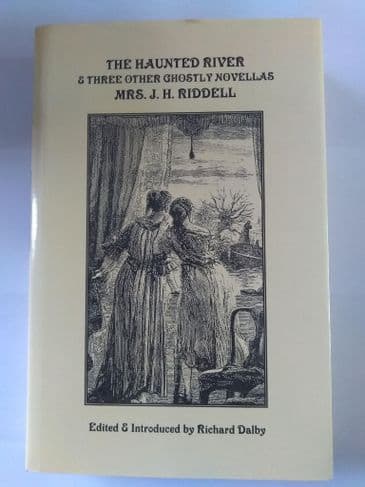 THE HAUNTED RIVER
& THREE OTHER GHOSTLY NOVELLAS
MRS. J. H. RIDDELL
Edited & Introduced by Richard Dalby